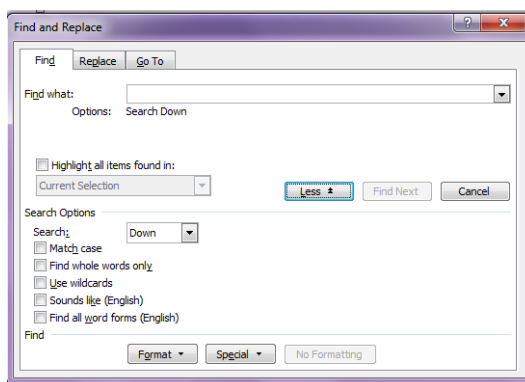 Find and Replace
Find Replace Go To
Find what:
Options: Search Down
Highlight all items found in:
Current Selection Less Find Next Cancel
Search Options
Search: Down
Match case
Find whole words only
Use wildcards
Sounds like (English)
Find all word forms (English)
Find
Format Special No Formatting